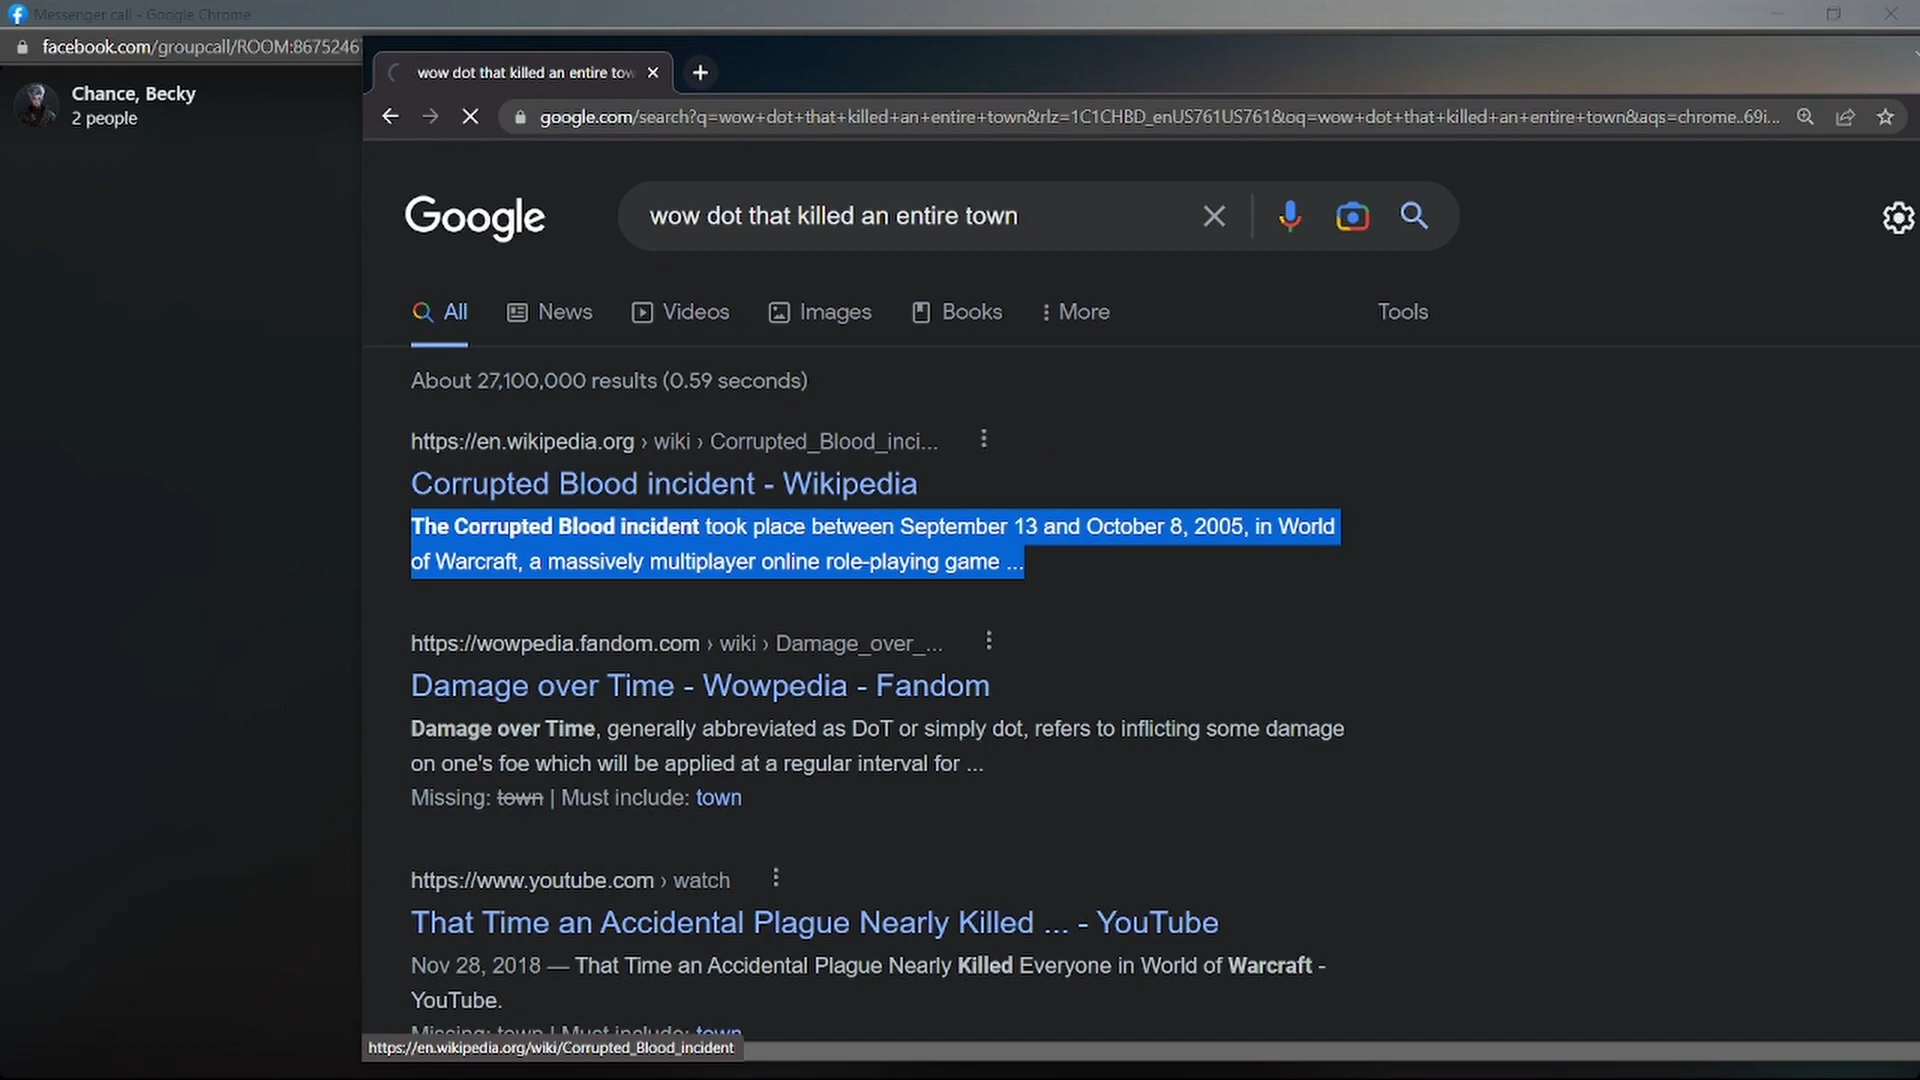 Messenger call - Google Chrome
facebook.com/groupcall/ROOM:8675246
Chance, Becky
2 people
wow dot that killed an entire tow
google.com/search?q=wow+dot+that+killed+an+entire+town&rlz=1C1CHBD_enUS761US761&oq=wow+dot+that+killed+an+entire+town&aqs=chrome..69i...
Google
wow dot that killed an entire town
All News Videos Images Books More Tools
About 27,100,000 results (0.59 seconds)
https://en.wikipedia.org › wiki › Corrupted_Blood_inci...
Corrupted Blood incident - Wikipedia
The Corrupted Blood incident took place between September 13 and October 8, 2005, in World
of Warcraft, a massively multiplayer online role-playing game ...
https://wowpedia.fandom.com › wiki › Damage_over_...
Damage over Time - Wowpedia - Fandom
Damage over Time, generally abbreviated as DoT or simply dot, refers to inflicting some damage
on one's foe which will be applied at a regular interval for ...
Missing: town | Must include: town
https://www.youtube.com › watch
That Time an Accidental Plague Nearly Killed ... - YouTube
Nov 28, 2018 — That Time an Accidental Plague Nearly Killed Everyone in World of Warcraft -
YouTube.
Missing: town | Must include: town
https://en.wikipedia.org/wiki/Corrupted_Blood_incident